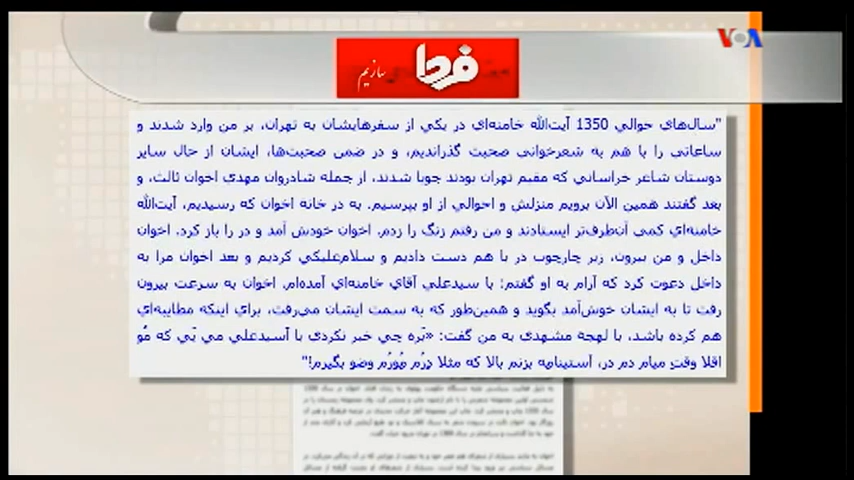 VOA
فردا
سازیم
"سال‌های حوالی 1350 آیت‌الله خامنه‌ای در یکی از سفرهایشان به تهران، بر من وارد شدند و
ساعاتی را با هم به شعرخوانی صحبت گذراندیم، و در ضمن صحبت‌ها، ایشان از حال سایر
دوستان شاعر خراسانی که مقیم تهران بودند جویا شدند، از جمله شادروان مهدی اخوان ثالث، و
بعد گفتند همین الآن برویم منزلش و احوالی از او بپرسیم. به در خانه اخوان که رسیدیم، آیت‌الله
خامنه‌ای کمی آن‌طرف‌تر ایستادند و من رفتم زنگ را زدم. اخوان خودش آمد و در را باز کرد. اخوان
داخل و من بیرون، زیر چارچوب در با هم دست دادیم و سلام‌علیکی کردیم و بعد اخوان مرا به
داخل دعوت کرد که آرام به او گفتم: با سیدعلی آقای خامنه‌ای آمده‌ام. اخوان به سرعت بیرون
رفت تا به ایشان خوش‌آمد بگوید و همین‌طور که به سمت ایشان می‌رفت، برای اینکه مطایبه‌ای
هم کرده باشد، با لهجه مشهدی به من گفت: «بَره چی خبر نکردی با آسیدعلی می یَی که مُو
اقلا وقت میام دم در، آستینامه بزنم بالا که مثلا دِرُم مُورُم وضو بگیرم!"